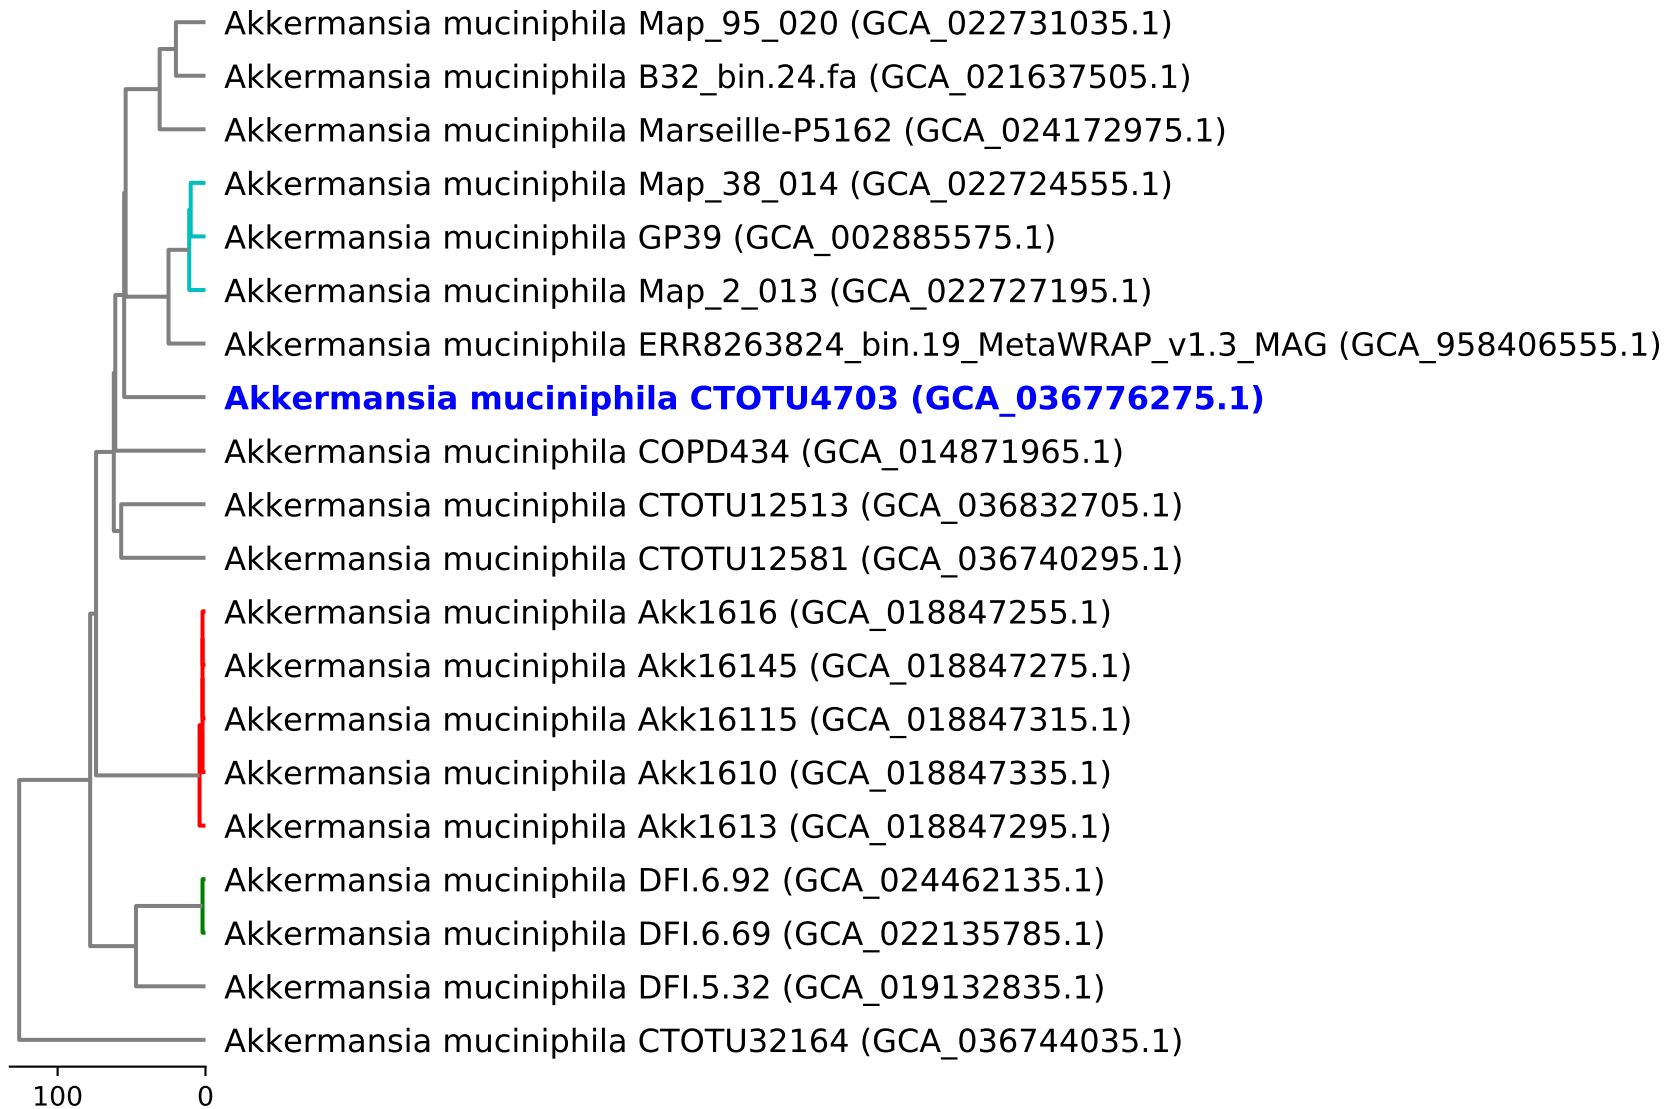 Akkermansia muciniphila Map_95_020 (GCA_022731035.1)
Akkermansia muciniphila B32_bin.24.fa (GCA_021637505.1)
Akkermansia muciniphila Marseille-P5162 (GCA_024172975.1)
Akkermansia muciniphila Map_38_014 (GCA_022724555.1)
Akkermansia muciniphila GP39 (GCA_002885575.1)
Akkermansia muciniphila Map_2_013 (GCA_022727195.1)
Akkermansia muciniphila ERR8263824_bin.19_MetaWRAP_v1.3_MAG (GCA_958406555.1)
Akkermansia muciniphila CTOTU4703 (GCA_036776275.1)
Akkermansia muciniphila COPD434 (GCA_014871965.1)
Akkermansia muciniphila CTOTU12513 (GCA_036832705.1)
Akkermansia muciniphila CTOTU12581 (GCA_036740295.1)
Akkermansia muciniphila Akk1616 (GCA_018847255.1)
Akkermansia muciniphila Akk16145 (GCA_018847275.1)
Akkermansia muciniphila Akk16115 (GCA_018847315.1)
Akkermansia muciniphila Akk1610 (GCA_018847335.1)
Akkermansia muciniphila Akk1613 (GCA_018847295.1)
Akkermansia muciniphila DFI.6.92 (GCA_024462135.1)
Akkermansia muciniphila DFI.6.69 (GCA_022135785.1)
Akkermansia muciniphila DFI.5.32 (GCA_019132835.1)
Akkermansia muciniphila CTOTU32164 (GCA_036744035.1)
100 0